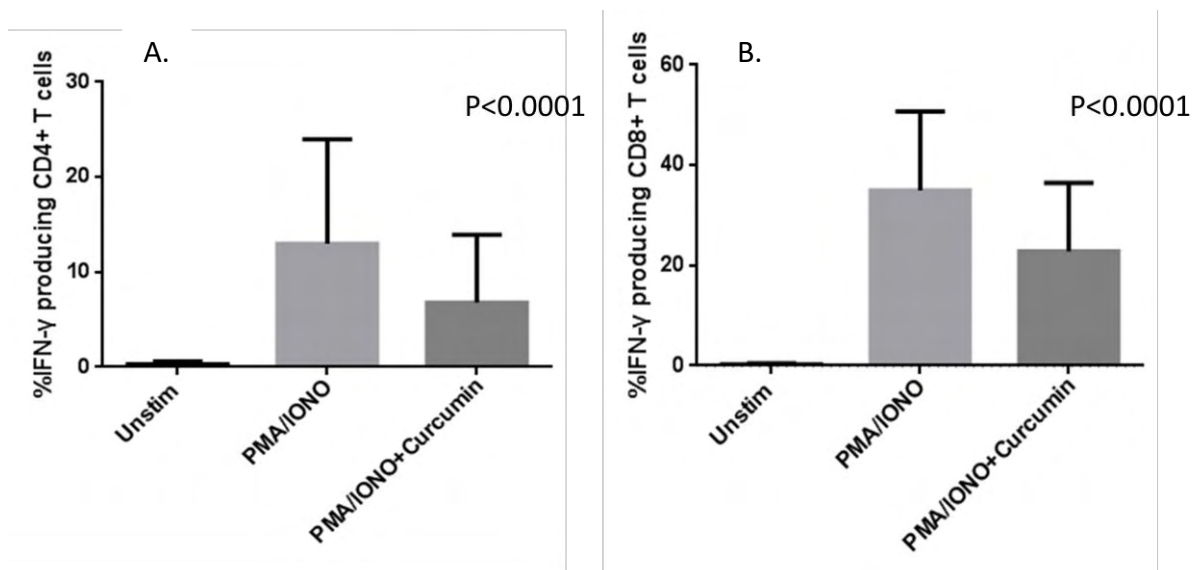 A.
%IFN-γ producing CD4+ T cells
30
20
10
0
P<0.0001
Unstim
PMA/IONO
PMA/IONO+Curcumin
B.
%IFN-γ producing CD8+ T cells
60
40
20
0
P<0.0001
Unstim
PMA/IONO
PMA/IONO+Curcumin